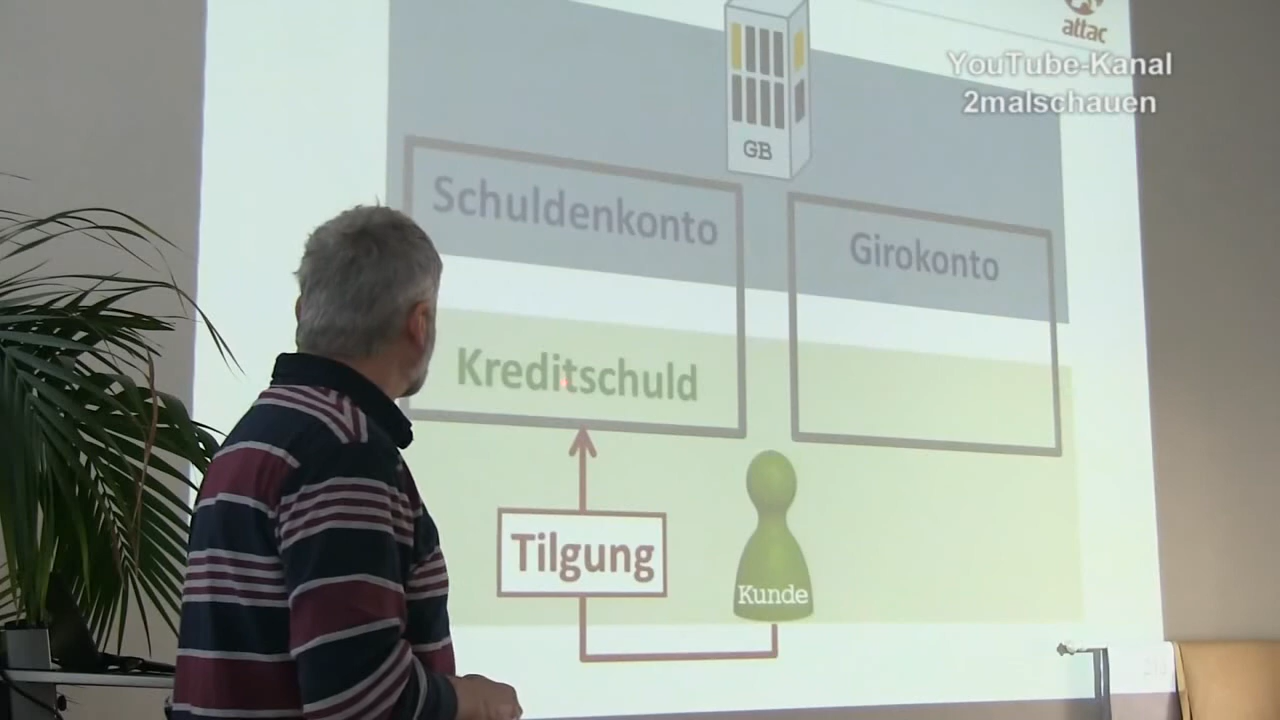 attac
YouTube-Kanal
2malschauen
GB
Schuldenkonto
Girokonto
Kreditschuld
Tilgung
Kunde